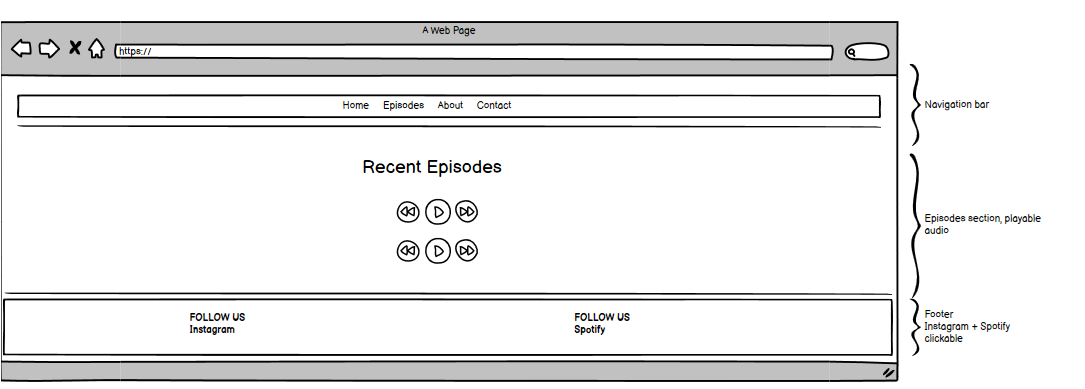 A Web Page
https://
Home Episodes About Contact
Navigation bar
Recent Episodes
Episodes section, playable
audio
FOLLOW US
Instagram
FOLLOW US
Spotify
Footer
Instagram + Spotify
clickable